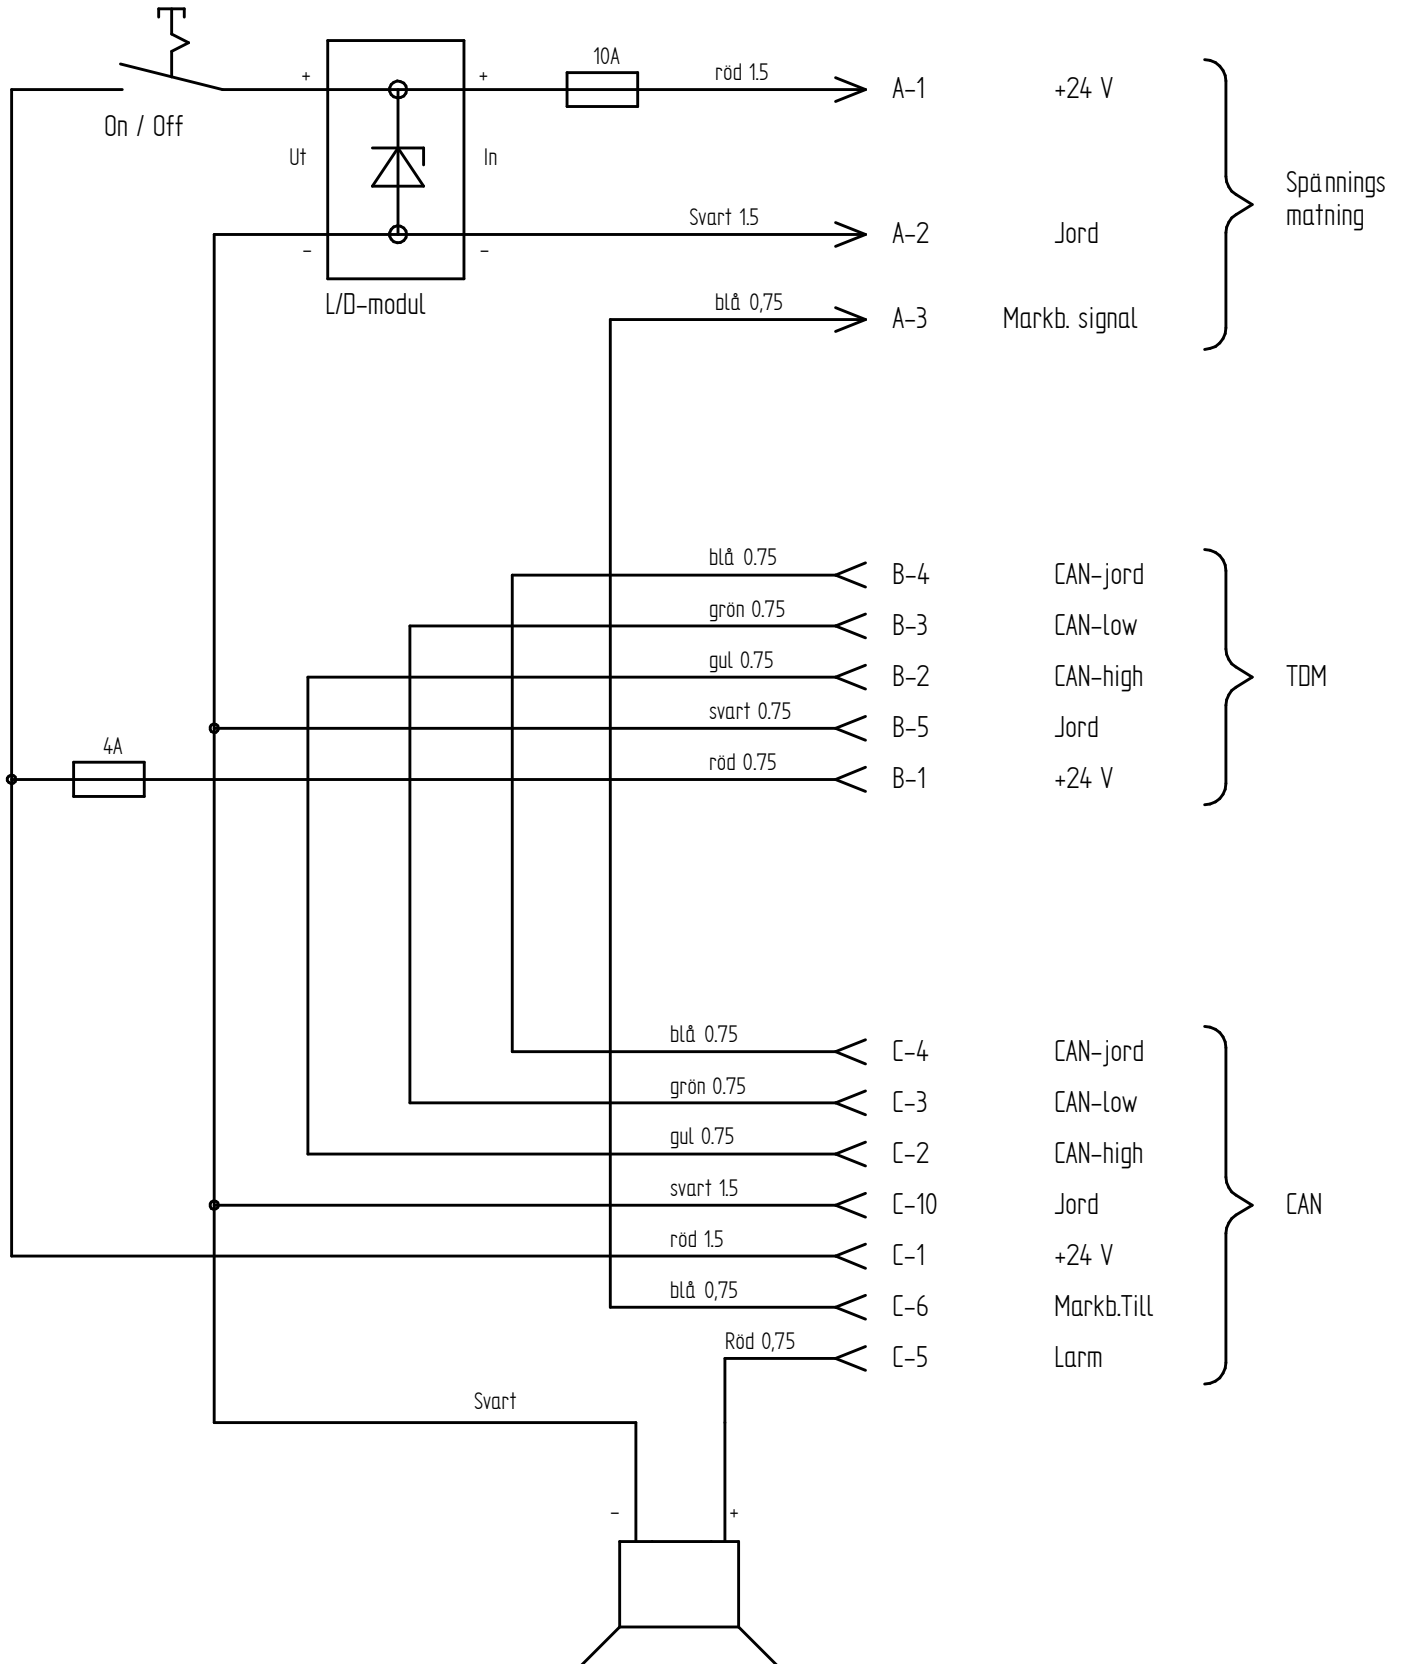 10A
röd 1.5
A-1
+24 V
+
+
On / Off
Ut
In
Spännings
matning
Svart 1.5
A-2
Jord
-
-
L/D-modul
blå 0,75
A-3
Markb. signal
blå 0.75
B-4
CAN-jord
grön 0.75
B-3
CAN-low
gul 0.75
B-2
CAN-high
TDM
svart 0.75
B-5
Jord
4A
röd 0.75
B-1
+24 V
blå 0.75
C-4
CAN-jord
grön 0.75
C-3
CAN-low
gul 0.75
C-2
CAN-high
svart 1.5
C-10
Jord
CAN
röd 1.5
C-1
+24 V
blå 0,75
C-6
Markb.Till
Röd 0,75
C-5
Larm
Svart
-
+